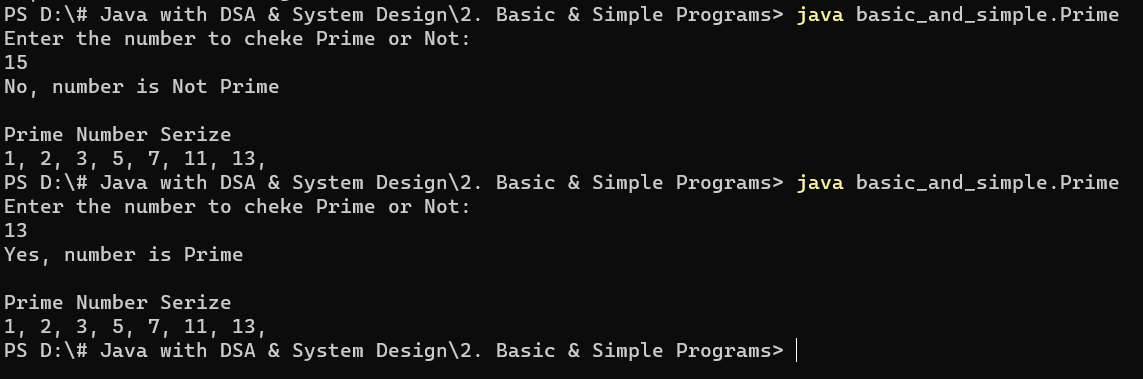 PS D:\# Java with DSA & System Design\2. Basic & Simple Programs> java basic_and_simple.Prime
Enter the number to cheke Prime or Not:
15
No, number is Not Prime
Prime Number Serize
1, 2, 3, 5, 7, 11, 13,
PS D:\# Java with DSA & System Design\2. Basic & Simple Programs> java basic_and_simple.Prime
Enter the number to cheke Prime or Not:
13
Yes, number is Prime
Prime Number Serize
1, 2, 3, 5, 7, 11, 13,
PS D:\# Java with DSA & System Design\2. Basic & Simple Programs>